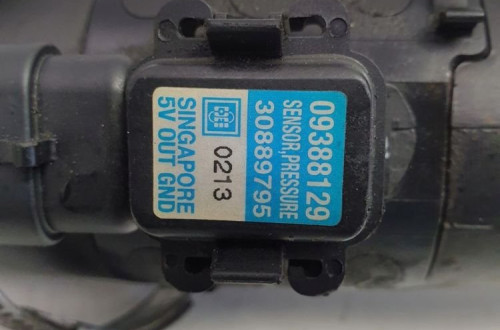 09388129
SENSOR,PRESSURE
30889795
0213
SINGAPORE
5V OUT GND